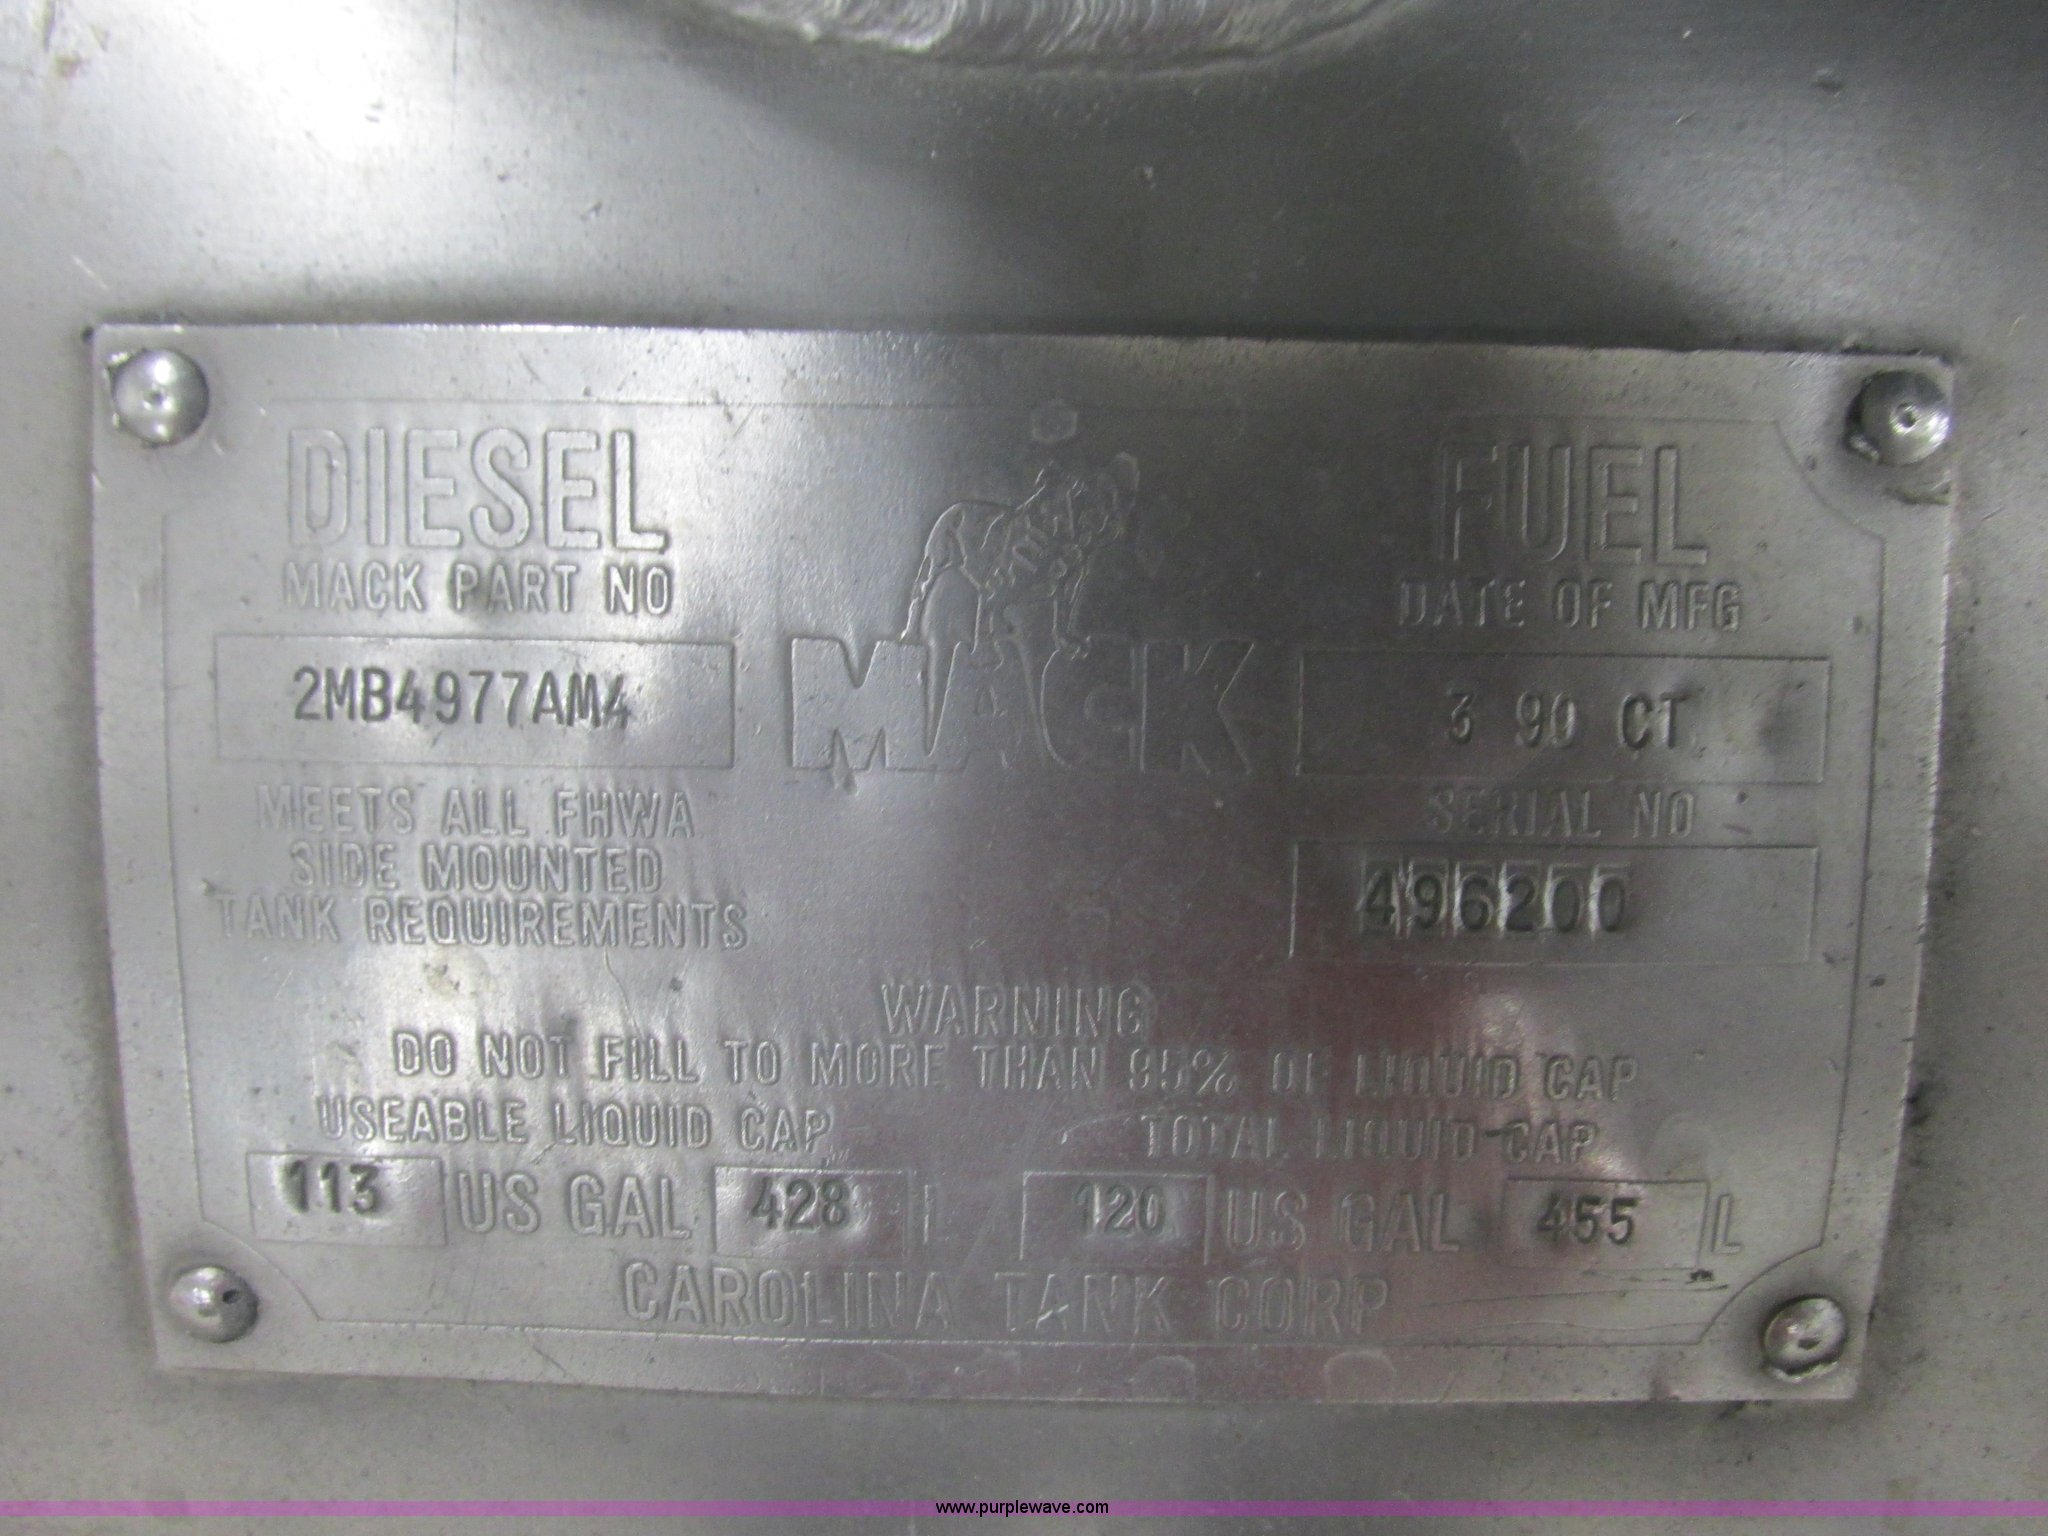 DIESEL FUEL
MACK PART NO
DATE OF MFG
2MB4977AM4
MACK
3 90 CT
MEETS ALL FHWA
SIDE MOUNTED
TANK REQUIREMENTS
SERIAL NO
496200
WARNING
DO NOT FILL TO MORE THAN 95% OF LIQUID CAP
USEABLE LIQUID CAP TOTAL LIQUID CAP
113 US GAL 428 L 120 US GAL 455 L
CAROLINA TANK CORP
www.purplewave.com